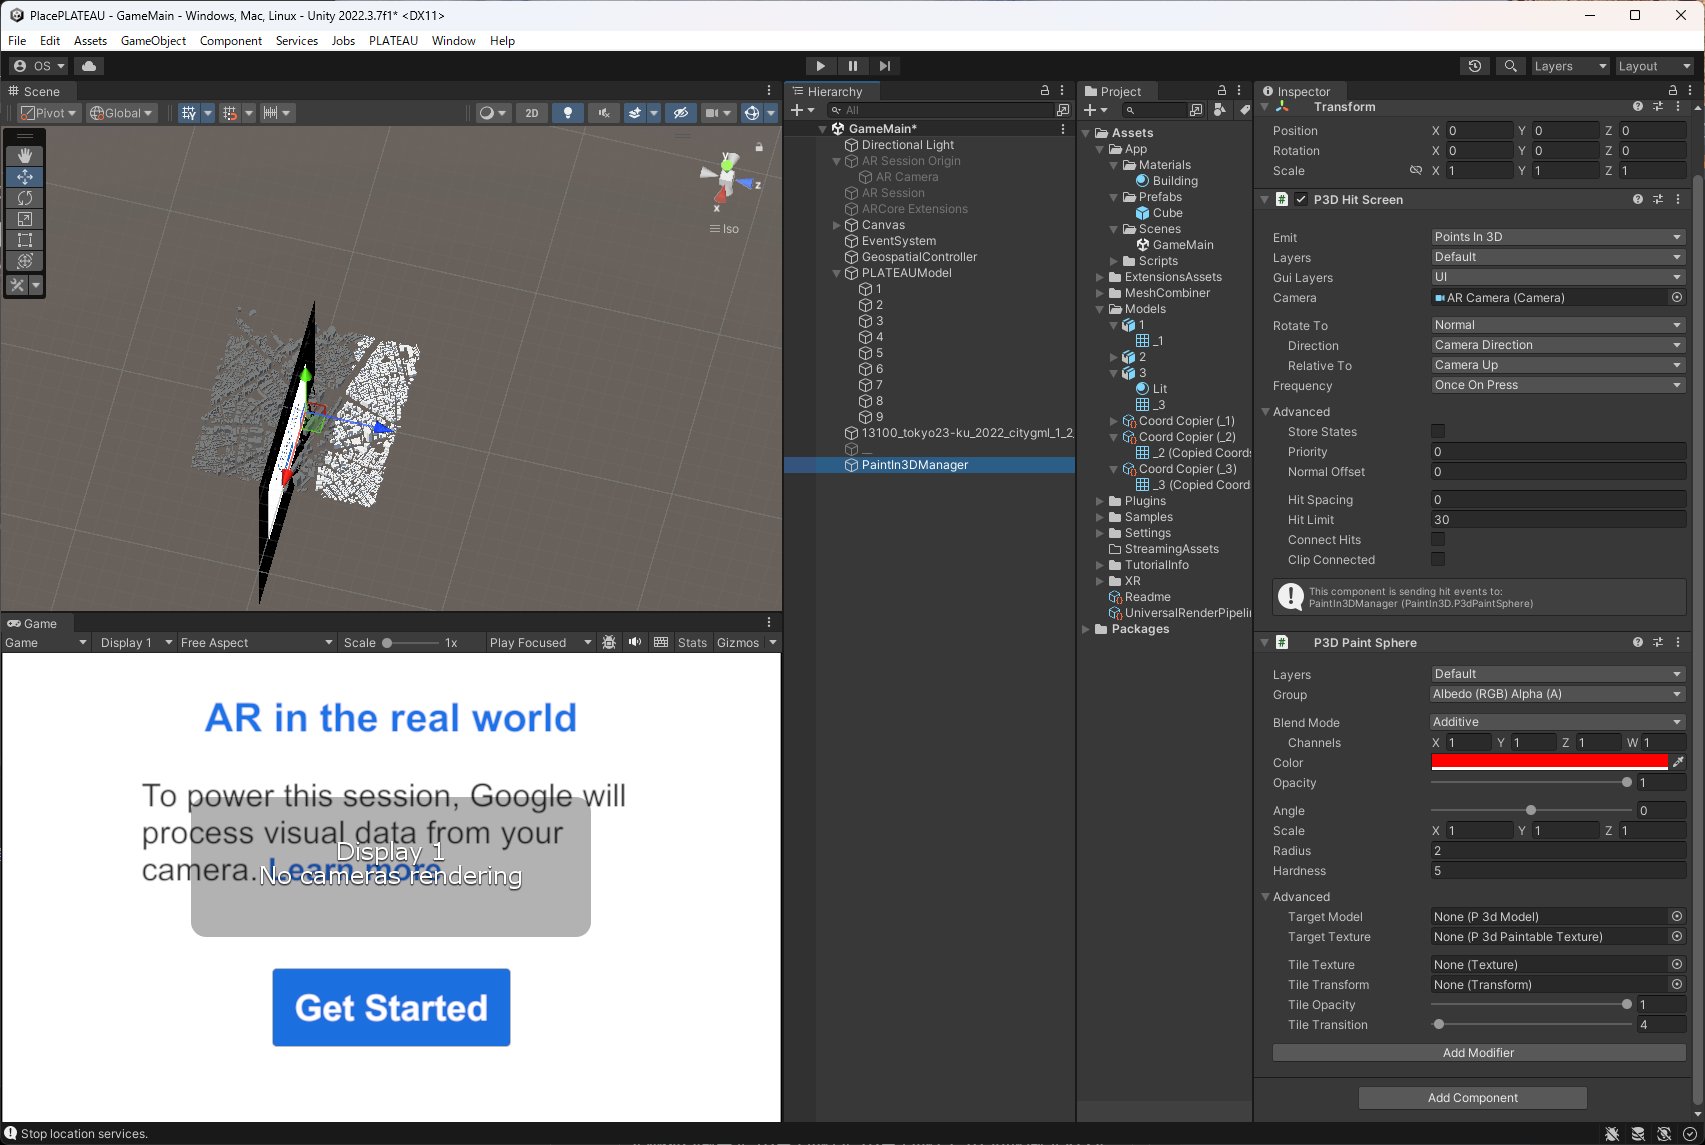 PlacePLATEAU - GameMain - Windows, Mac, Linux - Unity 2022.3.7f1* <DX11>
File Edit Assets GameObject Component Services Jobs PLATEAU Window Help
OS
Layers
Layout
Scene
Pivot
Global
2D
y
z
x
Iso
Game
Game
Display 1
Free Aspect
Scale
1x
Play Focused
Stats
Gizmos
AR in the real world
To power this session, Google will
process visual data from your
camera. Learn more
Display 1
No cameras rendering
Get Started
Hierarchy
All
GameMain*
Directional Light
AR Session Origin
AR Camera
AR Session
ARCore Extensions
Canvas
EventSystem
GeospatialController
PLATEAUModel
1
2
3
4
5
6
7
8
9
13100_tokyo23-ku_2022_citygml_1_2_
__
PaintIn3DManager
Project
Assets
App
Materials
Building
Prefabs
Cube
Scenes
GameMain
Scripts
ExtensionsAssets
MeshCombiner
Models
1
_1
2
3
Lit
_3
Coord Copier (_1)
Coord Copier (_2)
_2 (Copied Coords
Coord Copier (_3)
_3 (Copied Coord
Plugins
Samples
Settings
StreamingAssets
TutorialInfo
XR
Readme
UniversalRenderPipelin
Packages
Inspector
Transform
Position X 0 Y 0 Z 0
Rotation X 0 Y 0 Z 0
Scale X 1 Y 1 Z 1
P3D Hit Screen
Emit Points In 3D
Layers Default
Gui Layers UI
Camera AR Camera (Camera)
Rotate To Normal
Direction Camera Direction
Relative To Camera Up
Frequency Once On Press
Advanced
Store States
Priority 0
Normal Offset 0
Hit Spacing 0
Hit Limit 30
Connect Hits
Clip Connected
This component is sending hit events to:
PaintIn3DManager (PaintIn3D.P3dPaintSphere)
P3D Paint Sphere
Layers Default
Group Albedo (RGB) Alpha (A)
Blend Mode Additive
Channels X 1 Y 1 Z 1 W 1
Color
Opacity 1
Angle 0
Scale X 1 Y 1 Z 1
Radius 2
Hardness 5
Advanced
Target Model None (P 3d Model)
Target Texture None (P 3d Paintable Texture)
Tile Texture None (Texture)
Tile Transform None (Transform)
Tile Opacity 1
Tile Transition 4
Add Modifier
Add Component
Stop location services.